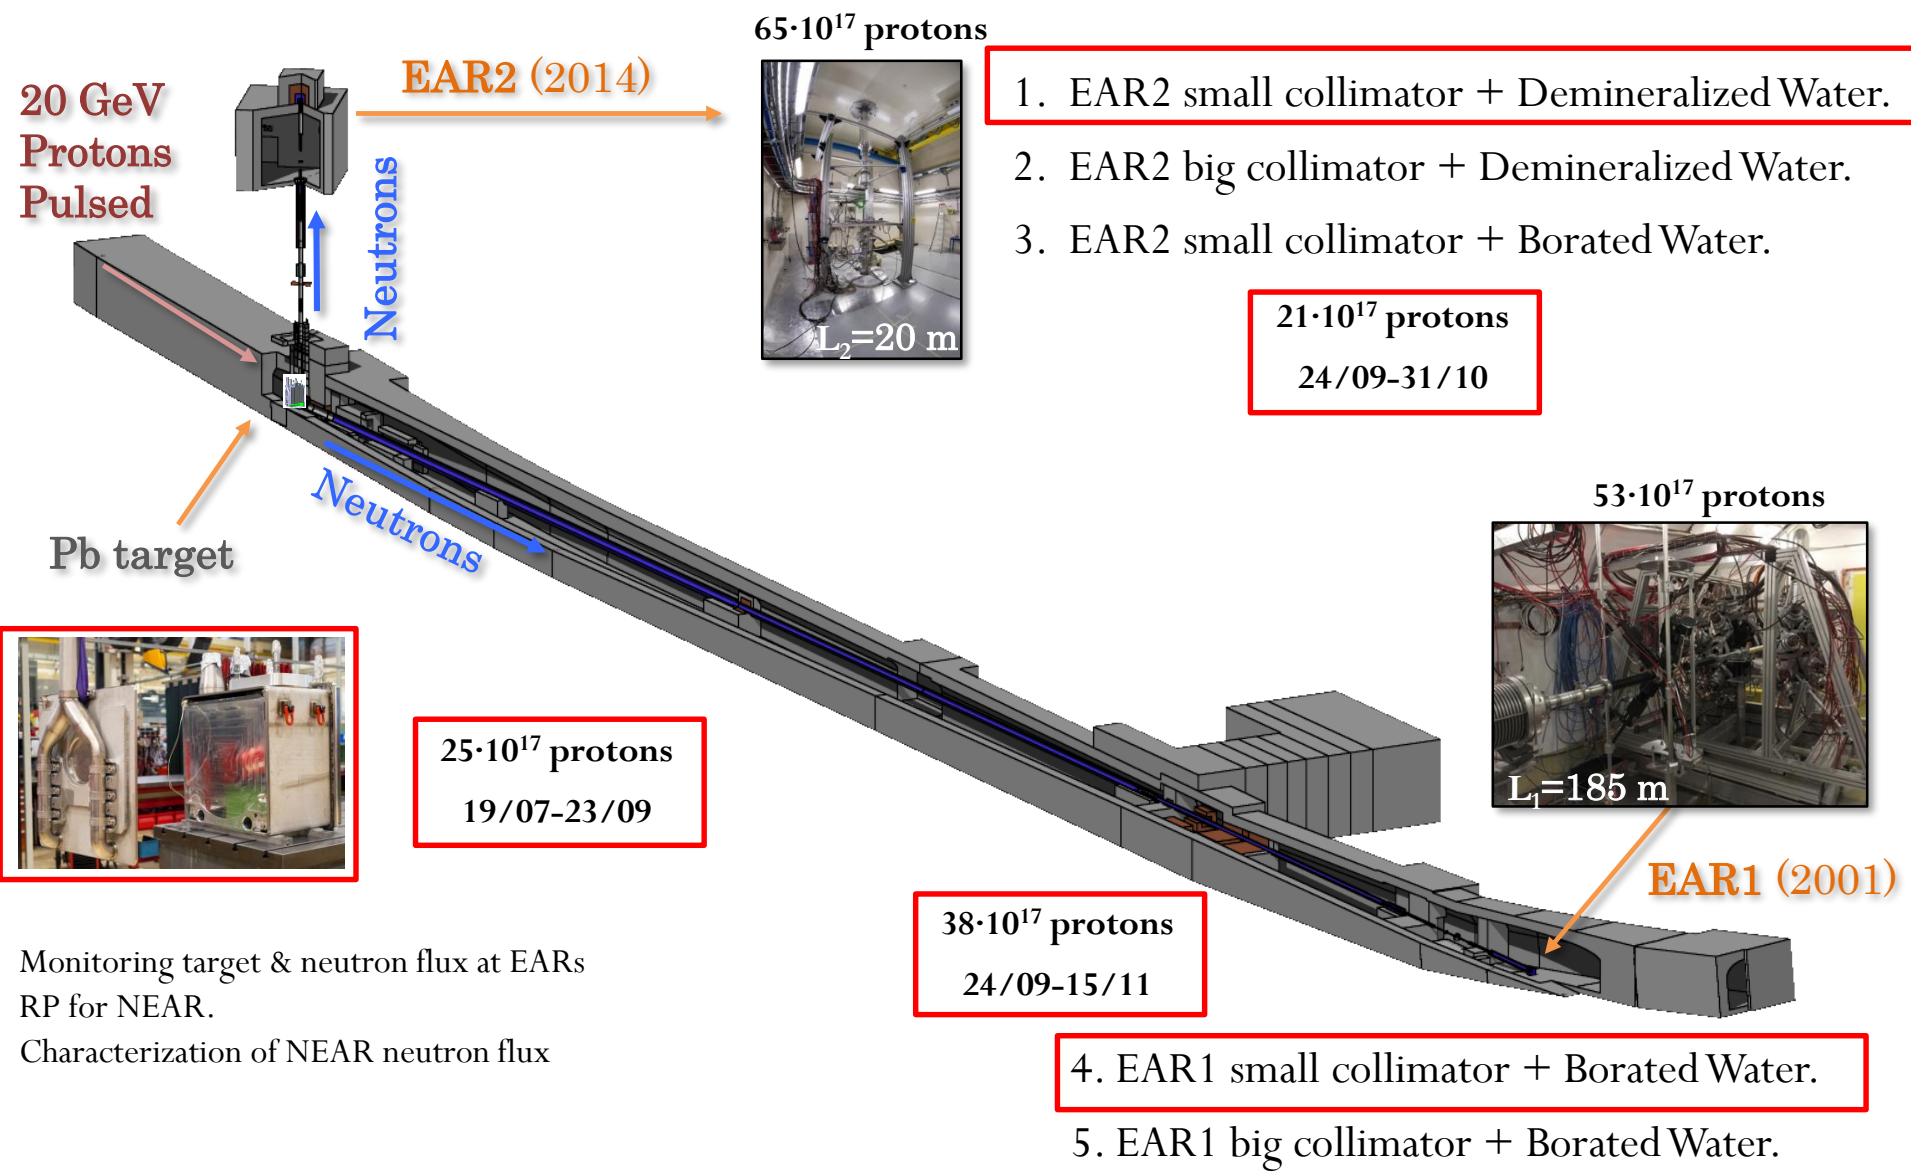 65·10¹⁷ protons
20 GeV
Protons
Pulsed
EAR2 (2014)
Neutrons
L₂=20 m
1. EAR2 small collimator + Demineralized Water.
2. EAR2 big collimator + Demineralized Water.
3. EAR2 small collimator + Borated Water.
21·10¹⁷ protons
24/09-31/10
Pb target
Neutrons
53·10¹⁷ protons
L₁=185 m
EAR1 (2001)
25·10¹⁷ protons
19/07-23/09
38·10¹⁷ protons
24/09-15/11
Monitoring target & neutron flux at EARs
RP for NEAR.
Characterization of NEAR neutron flux
4. EAR1 small collimator + Borated Water.
5. EAR1 big collimator + Borated Water.